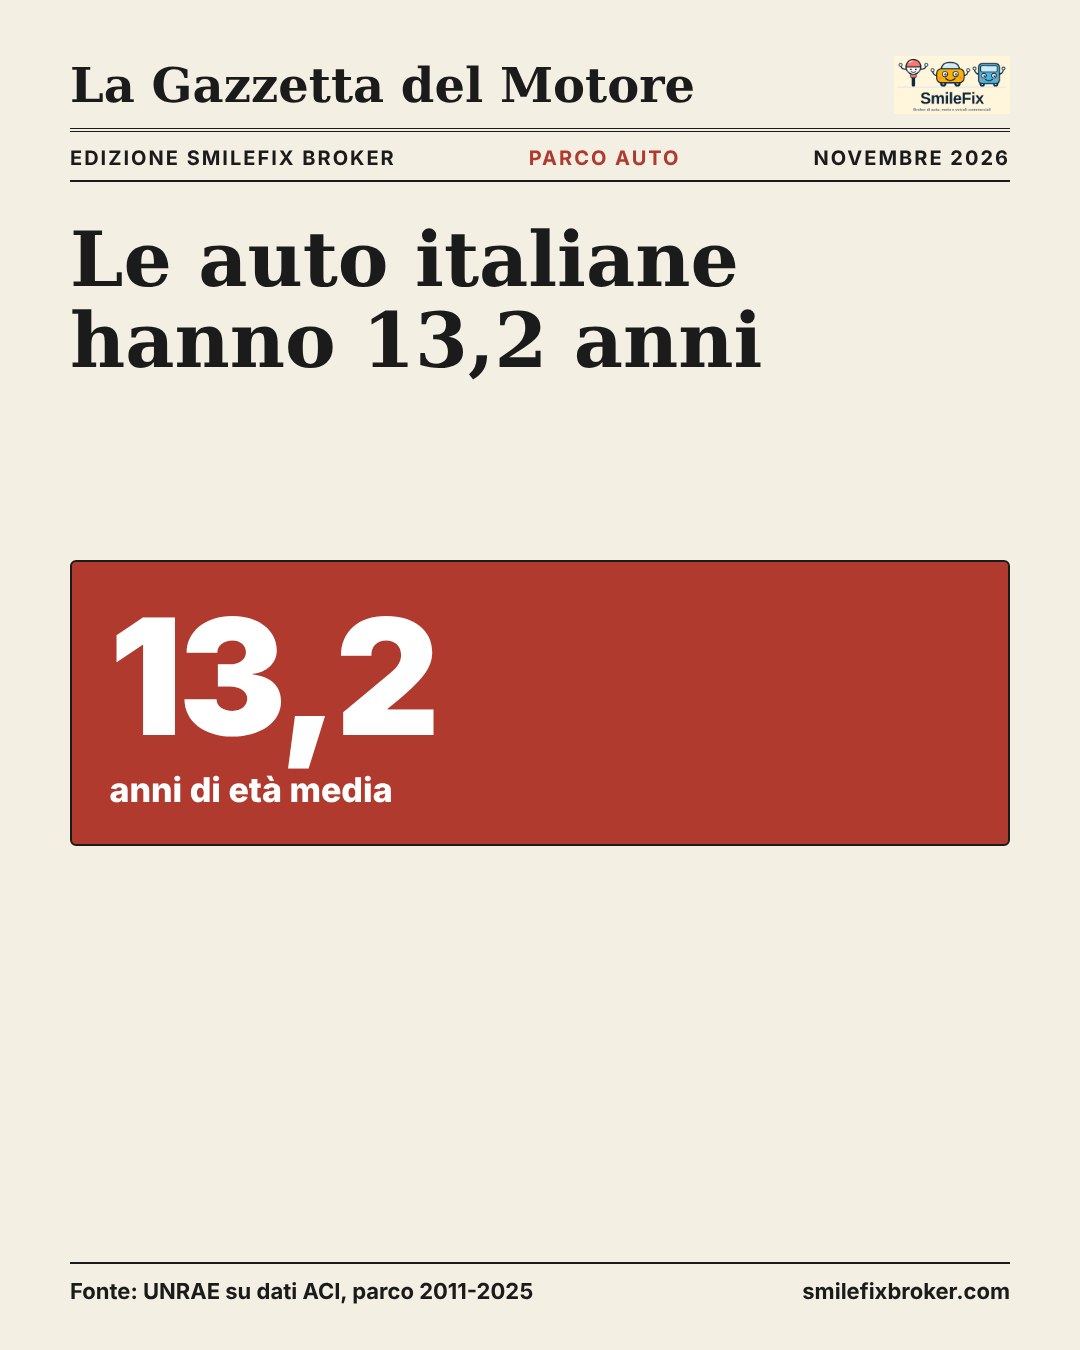 La Gazzetta del Motore
SmileFix
EDIZIONE SMILEFIX BROKER
PARCO AUTO
NOVEMBRE 2026
Le auto italiane
hanno 13,2 anni
13,2
anni di età media
Fonte: UNRAE su dati ACI, parco 2011-2025
smilefixbroker.com